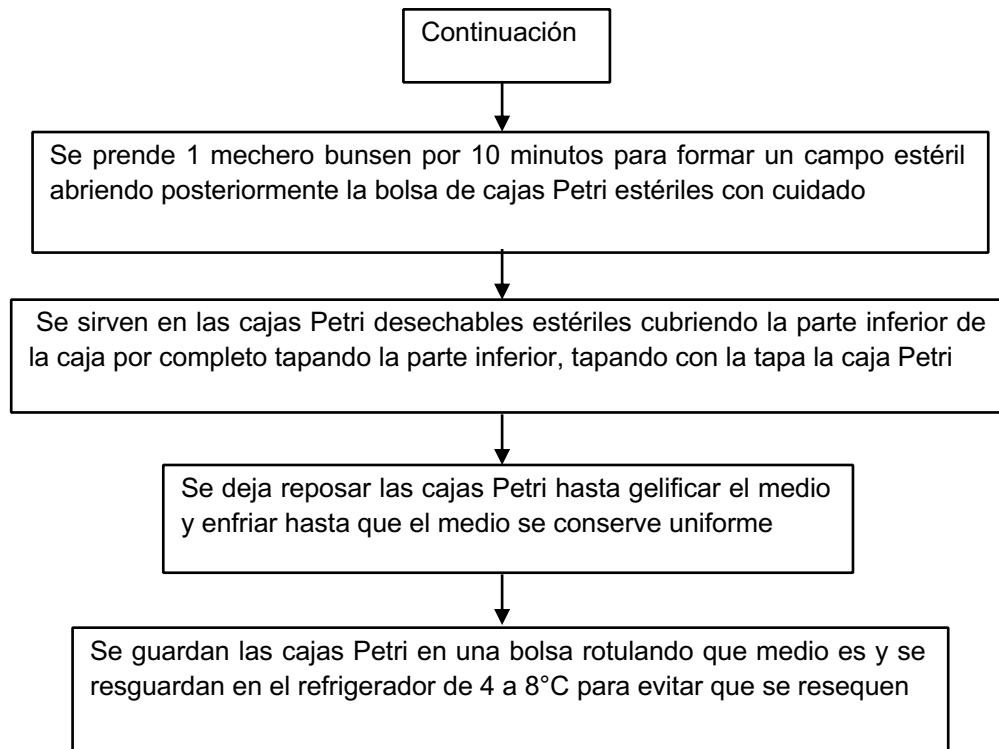 Continuación
Se prende 1 mechero bunsen por 10 minutos para formar un campo estéril
abriendo posteriormente la bolsa de cajas Petri estériles con cuidado
Se sirven en las cajas Petri desechables estériles cubriendo la parte inferior de
la caja por completo tapando la parte inferior, tapando con la tapa la caja Petri
Se deja reposar las cajas Petri hasta gelificar el medio
y enfriar hasta que el medio se conserve uniforme
Se guardan las cajas Petri en una bolsa rotulando que medio es y se
resguardan en el refrigerador de 4 a 8°C para evitar que se resequen